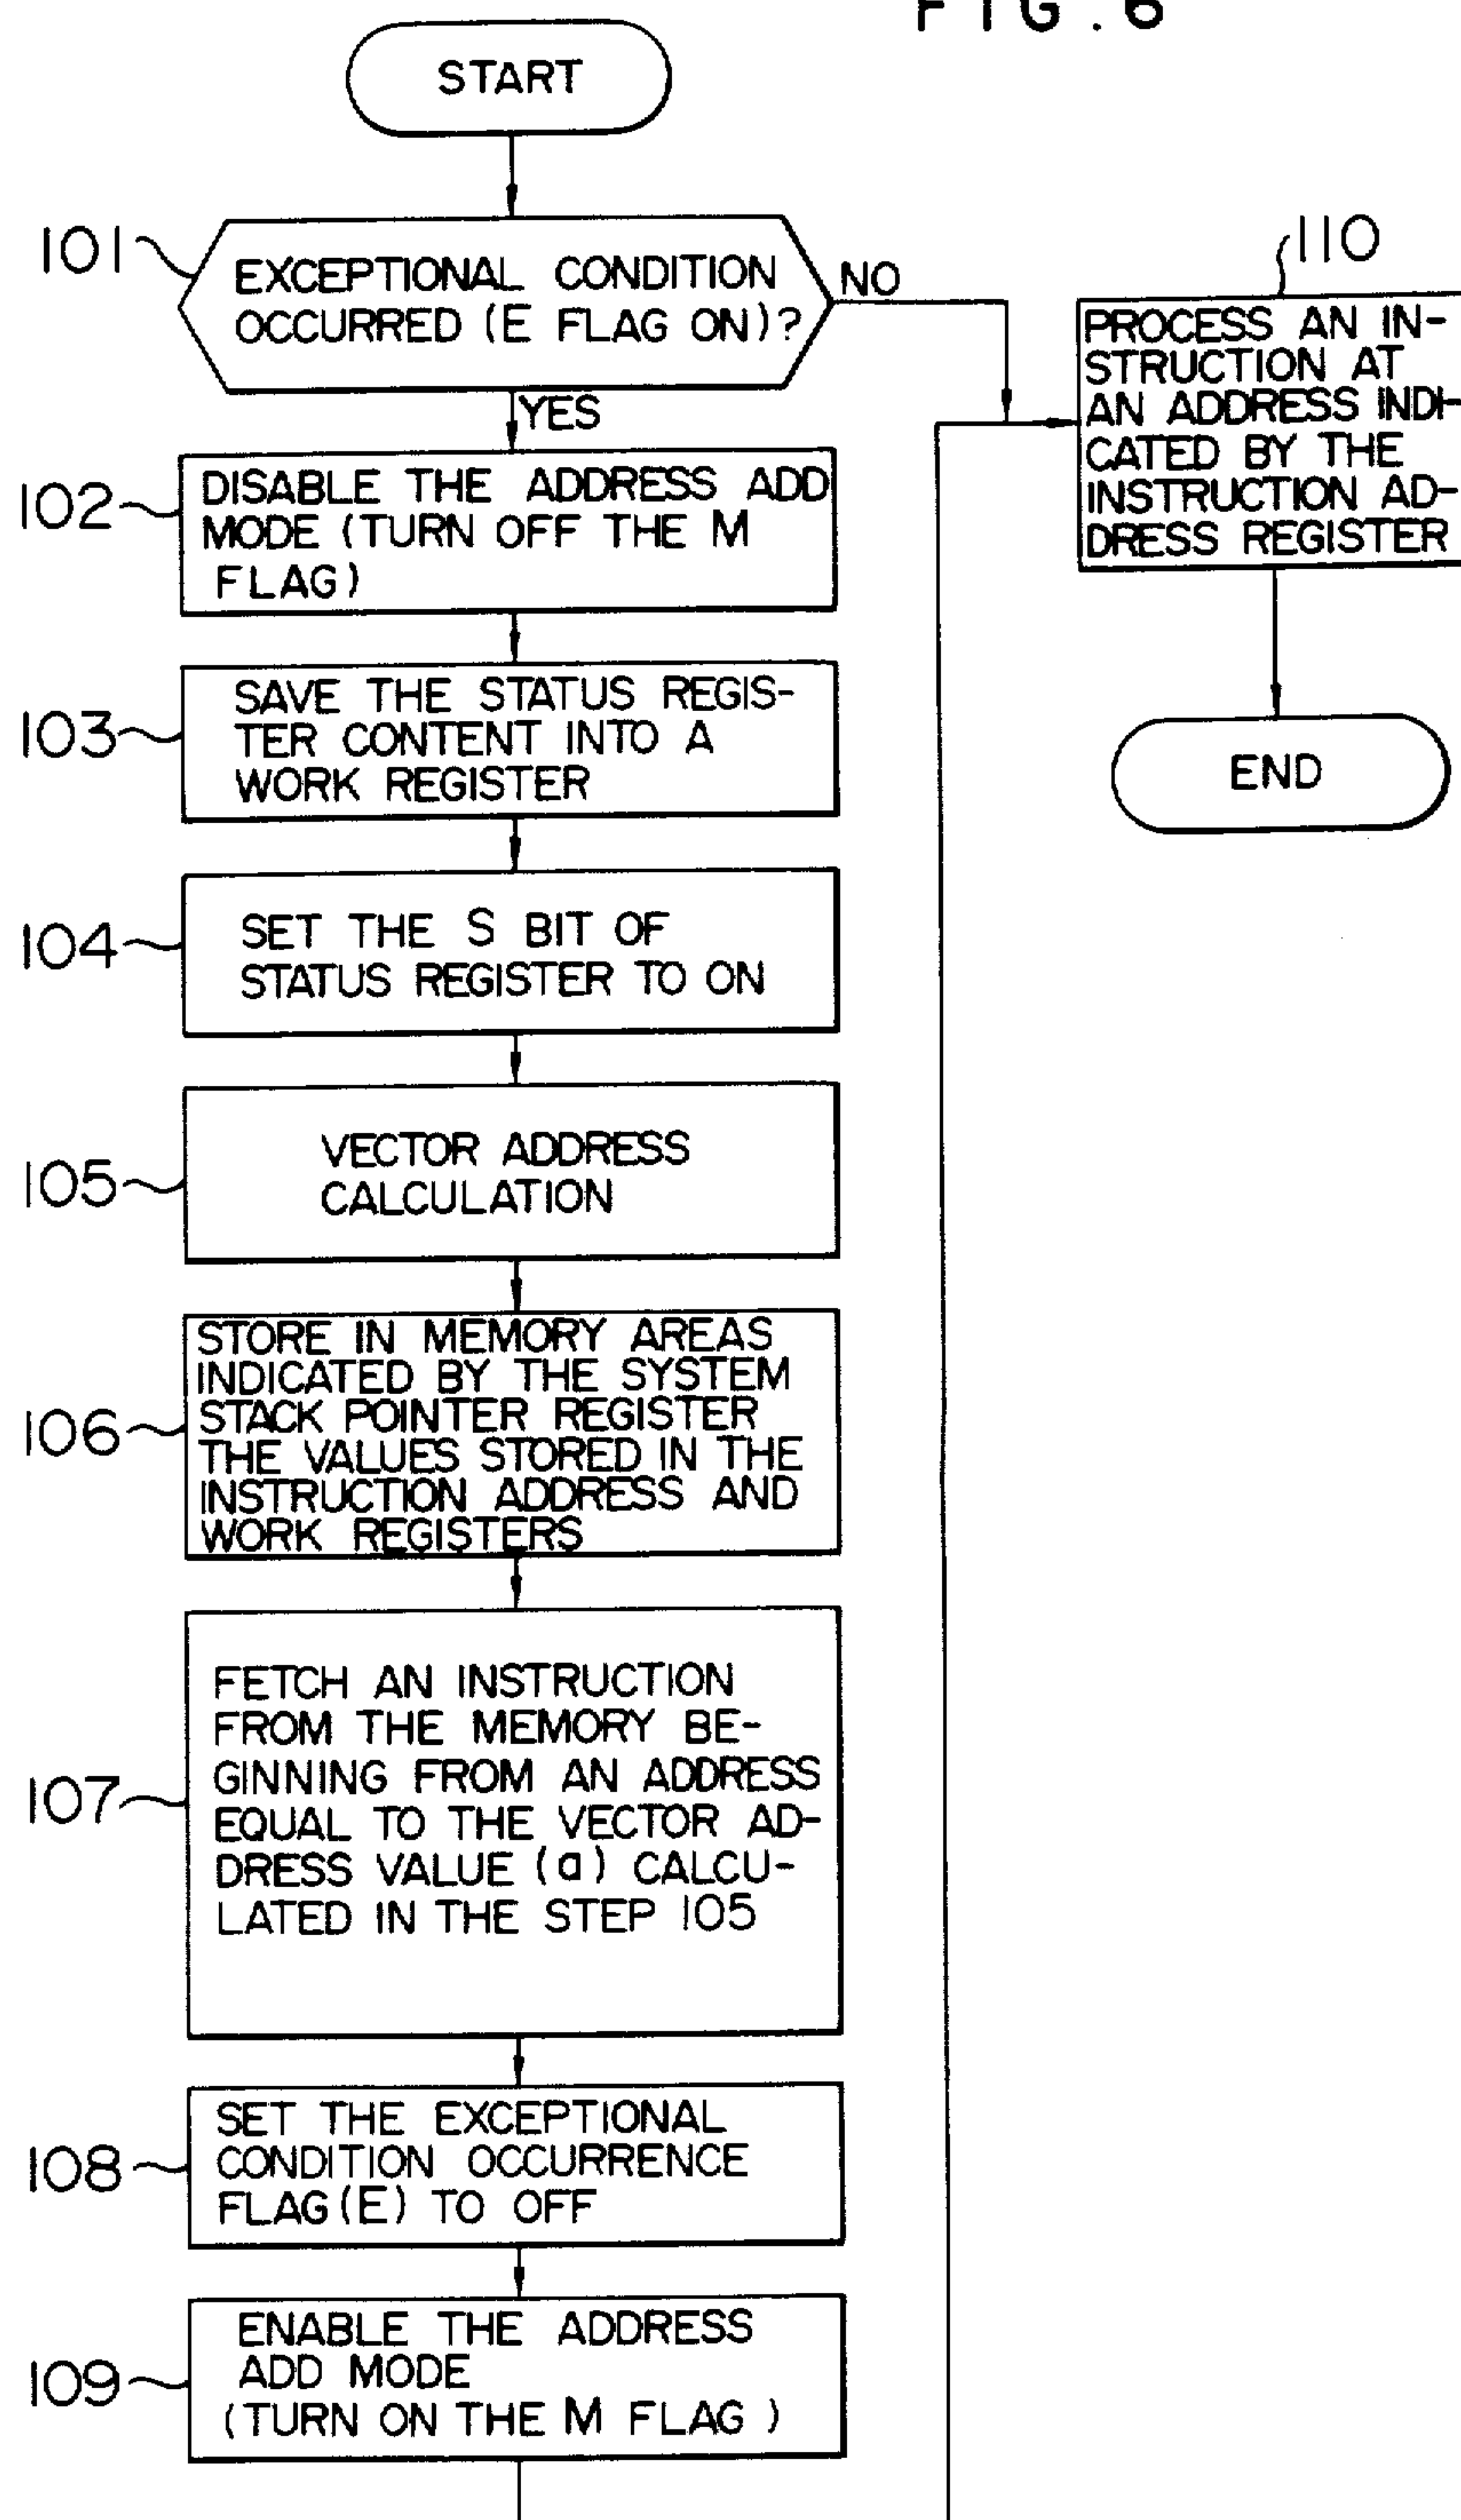 FIG.6
START
101
EXCEPTIONAL CONDITION
OCCURRED (E FLAG ON)?
NO
YES
102
DISABLE THE ADDRESS ADD
MODE (TURN OFF THE M
FLAG)
103
SAVE THE STATUS REGIS-
TER CONTENT INTO A
WORK REGISTER
104
SET THE S BIT OF
STATUS REGISTER TO ON
105
VECTOR ADDRESS
CALCULATION
106
STORE IN MEMORY AREAS
INDICATED BY THE SYSTEM
STACK POINTER REGISTER
THE VALUES STORED IN THE
INSTRUCTION ADDRESS AND
WORK REGISTERS
107
FETCH AN INSTRUCTION
FROM THE MEMORY BE-
GINNING FROM AN ADDRESS
EQUAL TO THE VECTOR AD-
DRESS VALUE (a) CALCU-
LATED IN THE STEP 105
108
SET THE EXCEPTIONAL
CONDITION OCCURRENCE
FLAG(E) TO OFF
109
ENABLE THE ADDRESS
ADD MODE
(TURN ON THE M FLAG )
110
PROCESS AN IN-
STRUCTION AT
AN ADDRESS INDI-
CATED BY THE
INSTRUCTION AD-
DRESS REGISTER
END